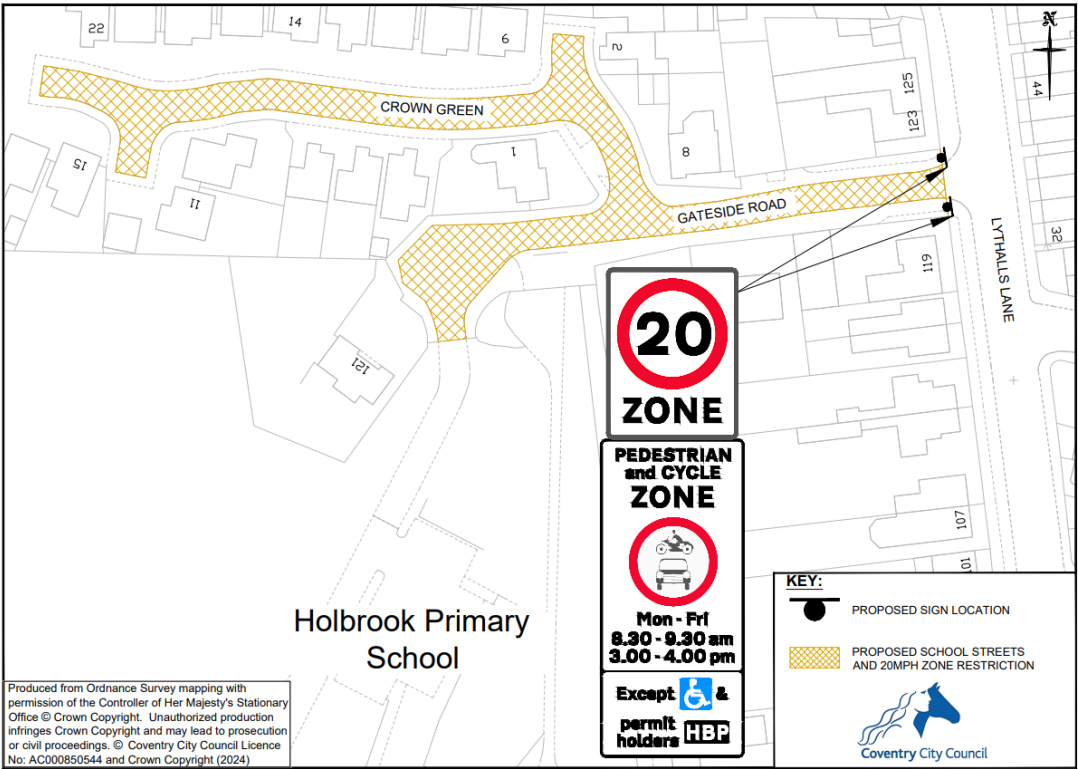 22
14
6
2
N
44
125
123
CROWN GREEN
8
1
15
11
GATESIDE ROAD
LYTHALLS LANE
32
119
121
20
ZONE
PEDESTRIAN
and CYCLE
ZONE
Mon - Fri
8.30 - 9.30 am
3.00 - 4.00 pm
Except &
permit
holders HBP
107
101
Holbrook Primary
School
KEY:
PROPOSED SIGN LOCATION
PROPOSED SCHOOL STREETS
AND 20MPH ZONE RESTRICTION
Coventry City Council
Produced from Ordnance Survey mapping with
permission of the Controller of Her Majesty's Stationary
Office © Crown Copyright. Unauthorized production
infringes Crown Copyright and may lead to prosecution
or civil proceedings. © Coventry City Council Licence
No: AC000850544 and Crown Copyright (2024)